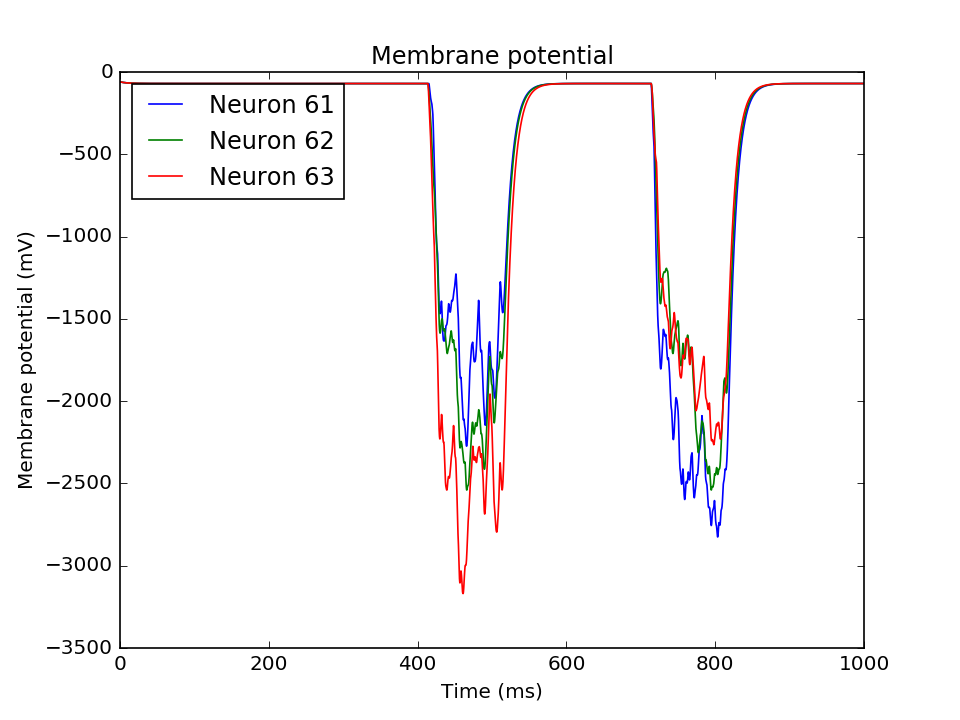 Membrane potential
Neuron 61
Neuron 62
Neuron 63
Membrane potential (mV)
0
−500
−1000
−1500
−2000
−2500
−3000
−3500
0 200 400 600 800 1000
Time (ms)